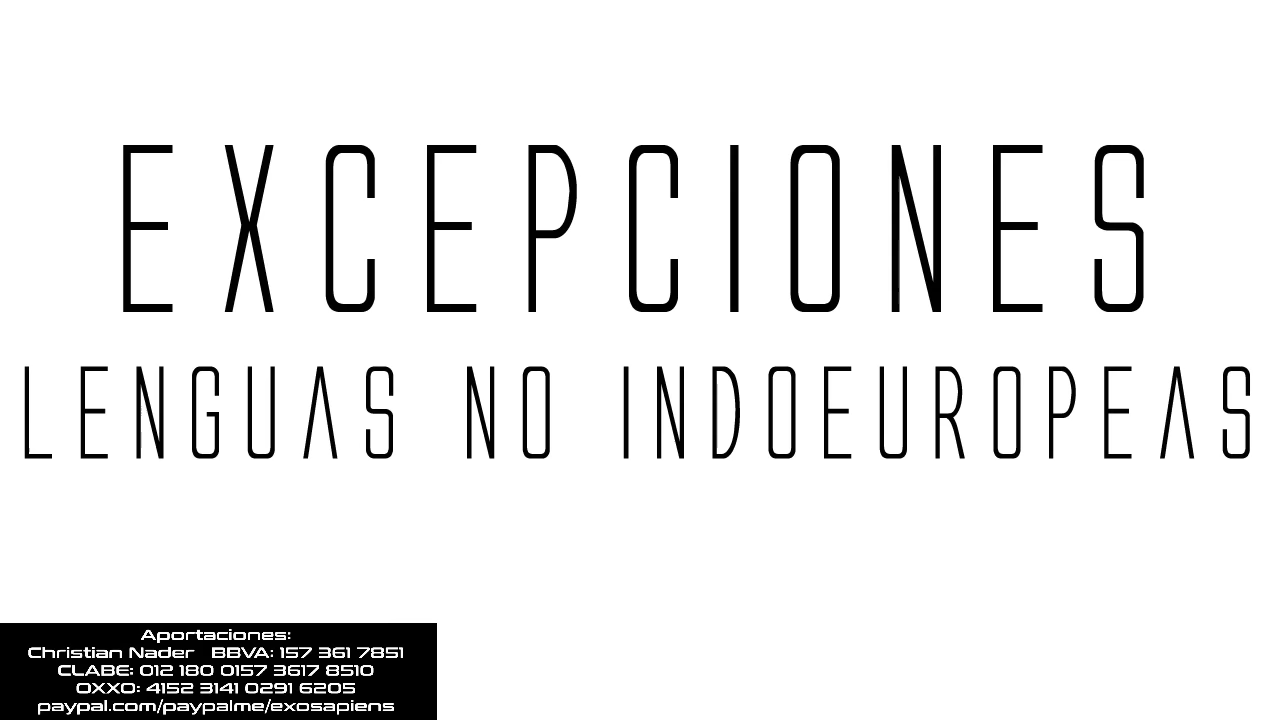 EXCEPCIONES
LENGUAS NO INDOEUROPEAS
Aportaciones:
Christian Nader BBVA: 157 361 7851
CLABE: 012 180 0157 3617 8510
OXXO: 4152 3141 0291 6205
paypal.com/paypalme/exosapiens